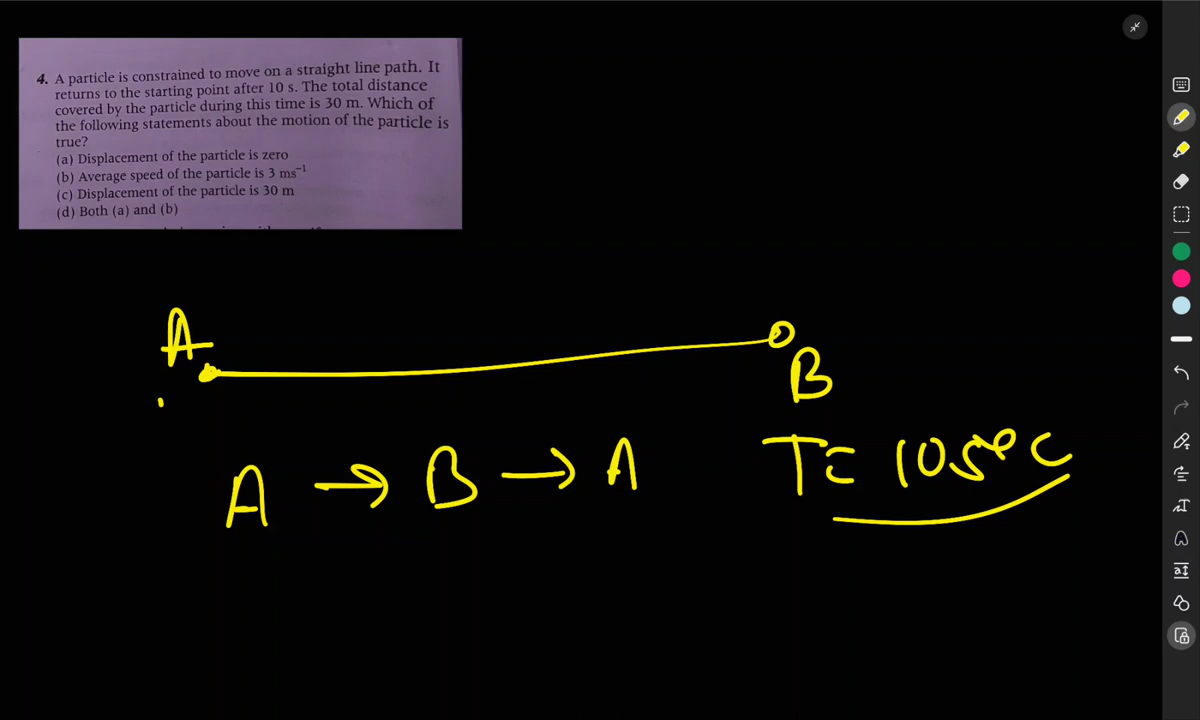 4. A particle is constrained to move on a straight line path. It
returns to the starting point after 10 s. The total distance
covered by the particle during this time is 30 m. Which of
the following statements about the motion of the particle is
true?
(a) Displacement of the particle is zero
(b) Average speed of the particle is 3 ms⁻¹
(c) Displacement of the particle is 30 m
(d) Both (a) and (b)
A
B
A → B → A T = 10 sec